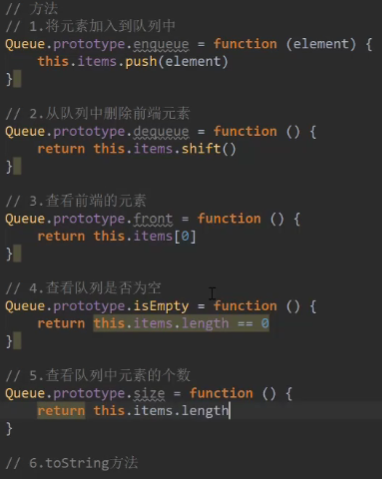 // 方法
// 1.将元素加入到队列中
Queue.prototype.enqueue = function (element) {
    this.items.push(element)
}

// 2.从队列中删除前端元素
Queue.prototype.dequeue = function () {
    return this.items.shift()
}

// 3.查看前端的元素
Queue.prototype.front = function () {
    return this.items[0]
}

// 4.查看队列是否为空
Queue.prototype.isEmpty = function () {
    return this.items.length == 0
}

// 5.查看队列中元素的个数
Queue.prototype.size = function () {
    return this.items.length
}

// 6.toString方法